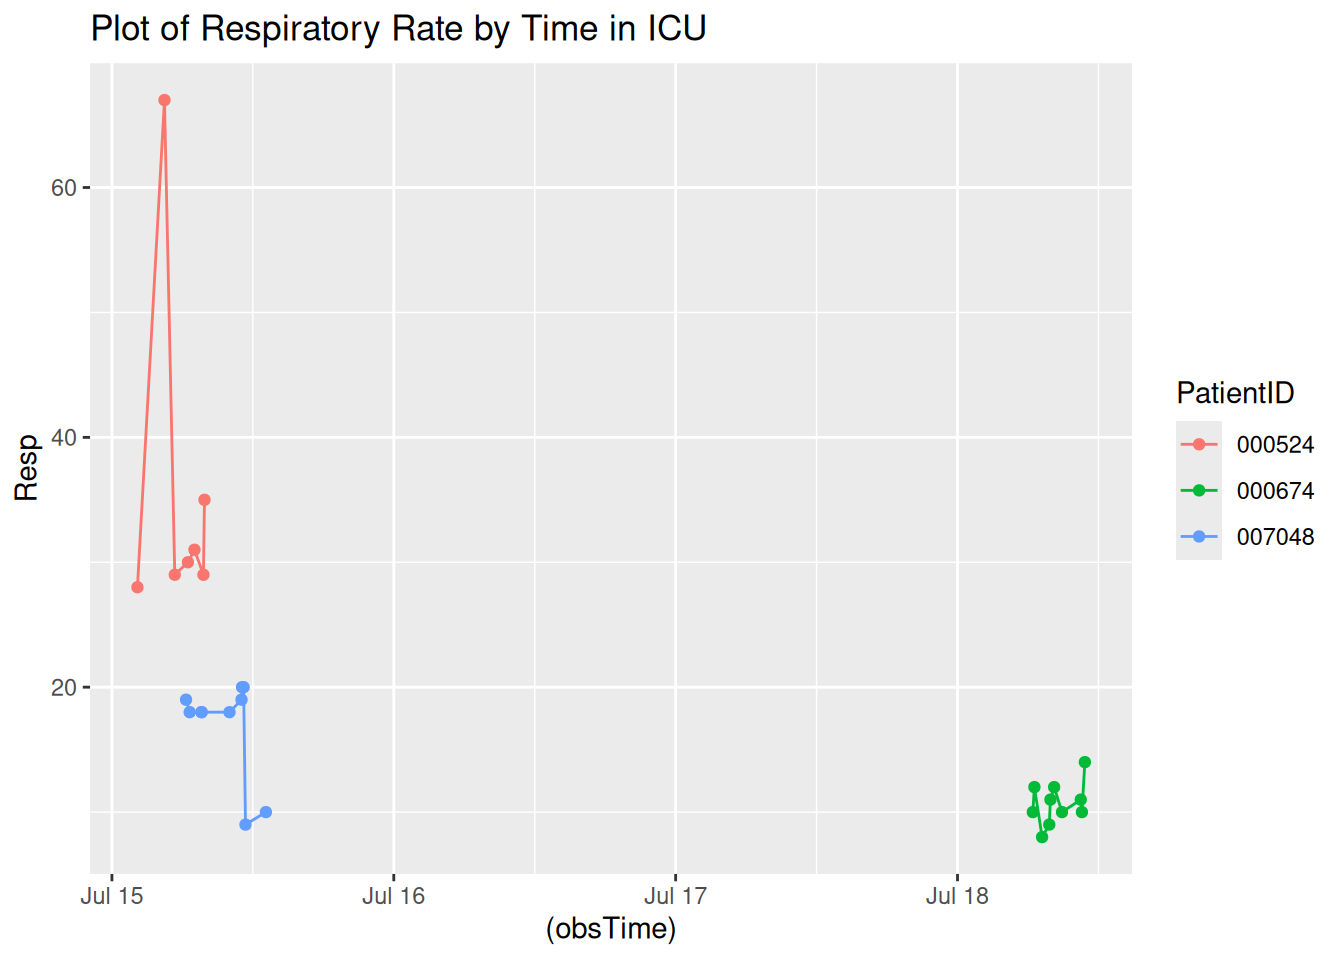 Plot of Respiratory Rate by Time in ICU
60
40
20
Resp
Jul 15
Jul 16
Jul 17
Jul 18
(obsTime)
PatientID
000524
000674
007048